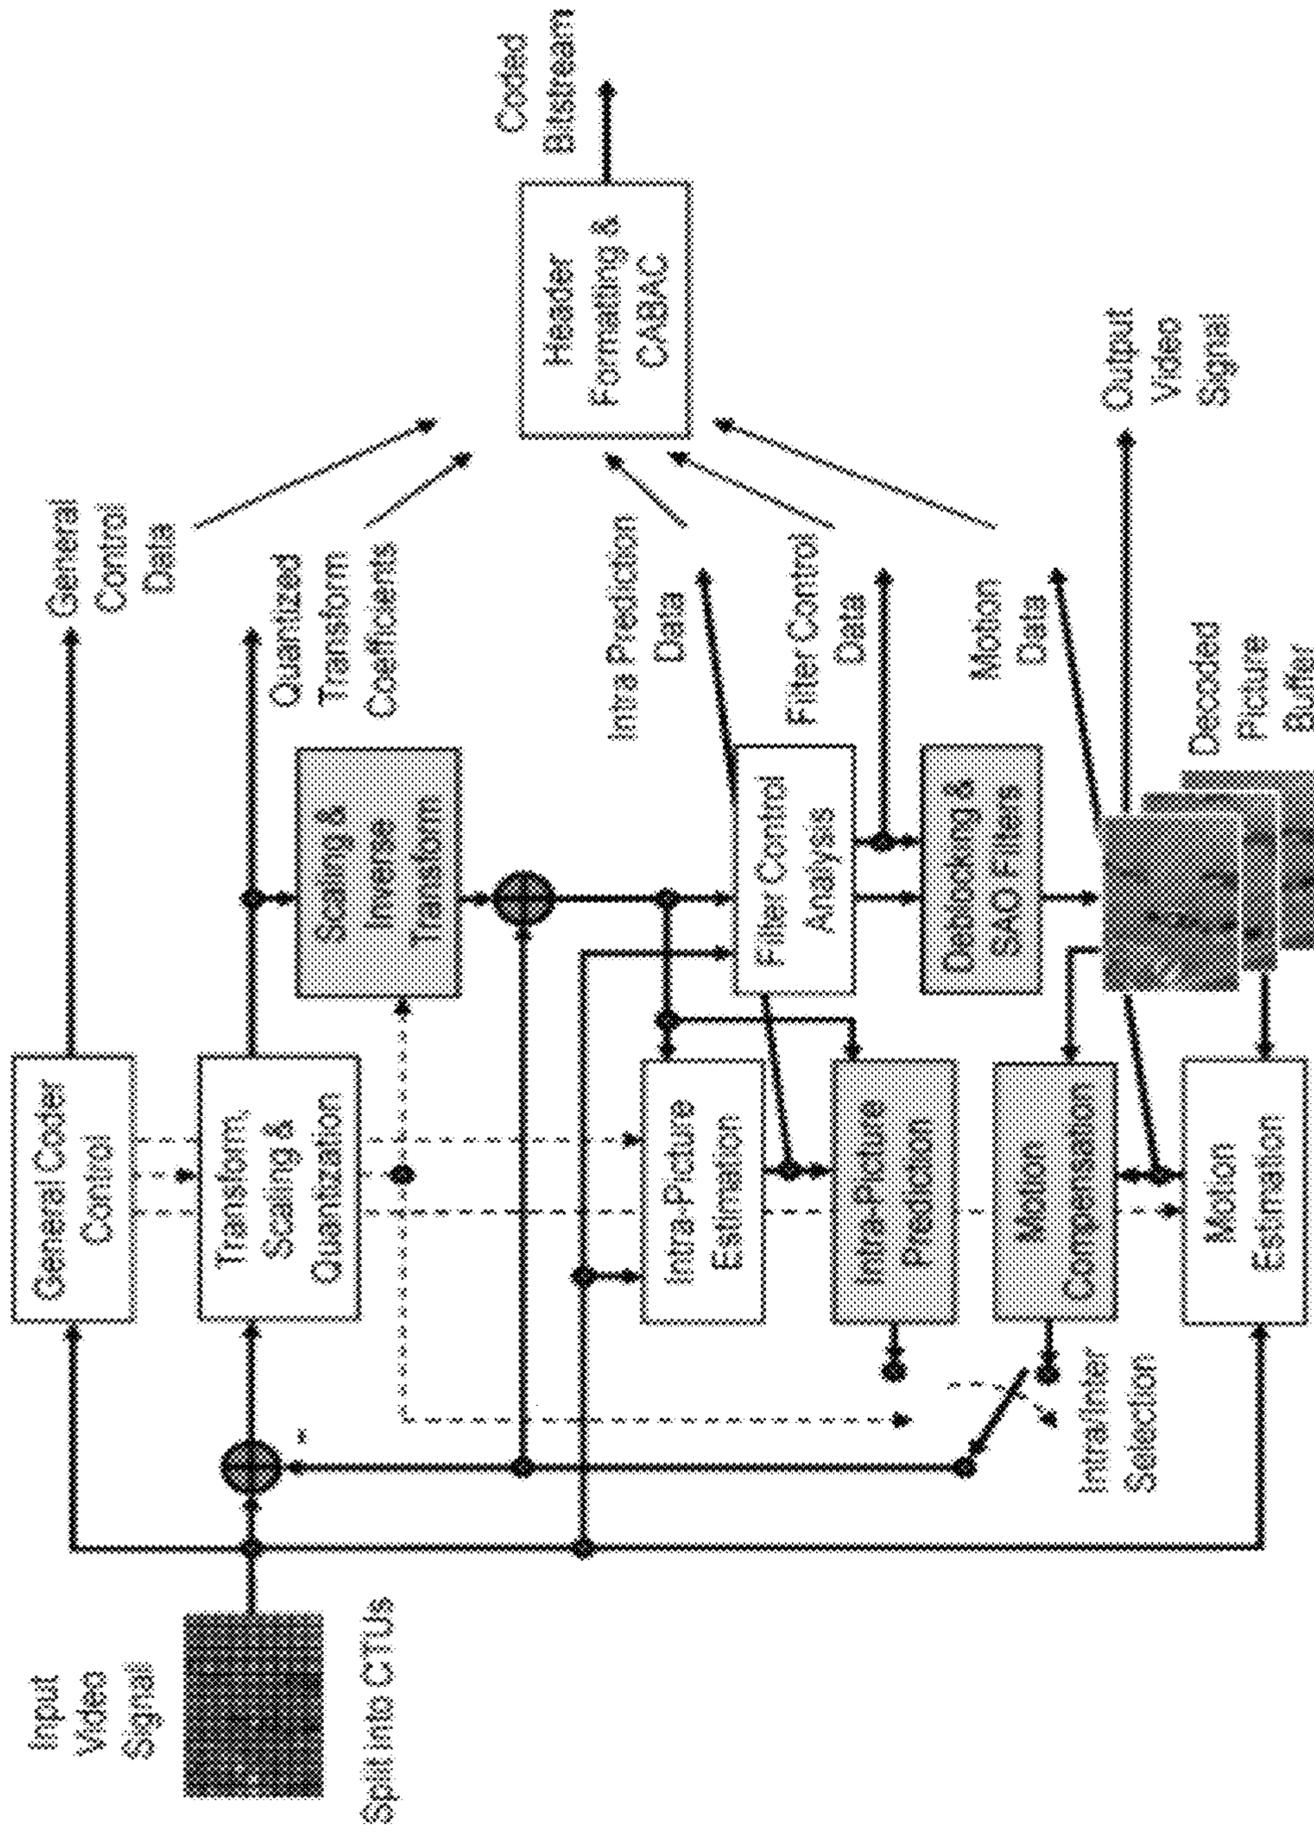 Input
Video
Signal
Split into CTUs
General Coder
Control
Transform,
Scaling &
Quantization
Scaling &
Inverse
Transform
Intra-Picture
Estimation
Intra-Picture
Prediction
Motion
Compensation
Motion
Estimation
Intra/Inter
Selection
Filter Control
Analysis
Deblocking &
SAO Filters
General
Control
Data
Quantized
Transform
Coefficients
Intra Prediction
Data
Filter Control
Data
Motion
Data
Decoded
Picture
Buffer
Output
Video
Signal
Header
Formatting &
CABAC
Coded
Bitstream